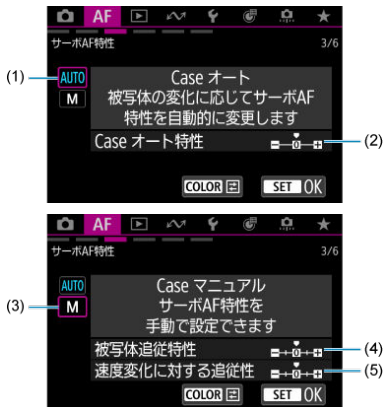 AF
サーボAF特性
3/6
(1)
AUTO
Case オート
M
被写体の変化に応じてサーボAF
特性を自動的に変更します
Case オート特性
0
(2)
COLOR
SET OK
AF
サーボAF特性
3/6
AUTO
Case マニュアル
(3)
M
サーボAF特性を
手動で設定できます
被写体追従特性
0
(4)
速度変化に対する追従性
0
(5)
COLOR
SET OK